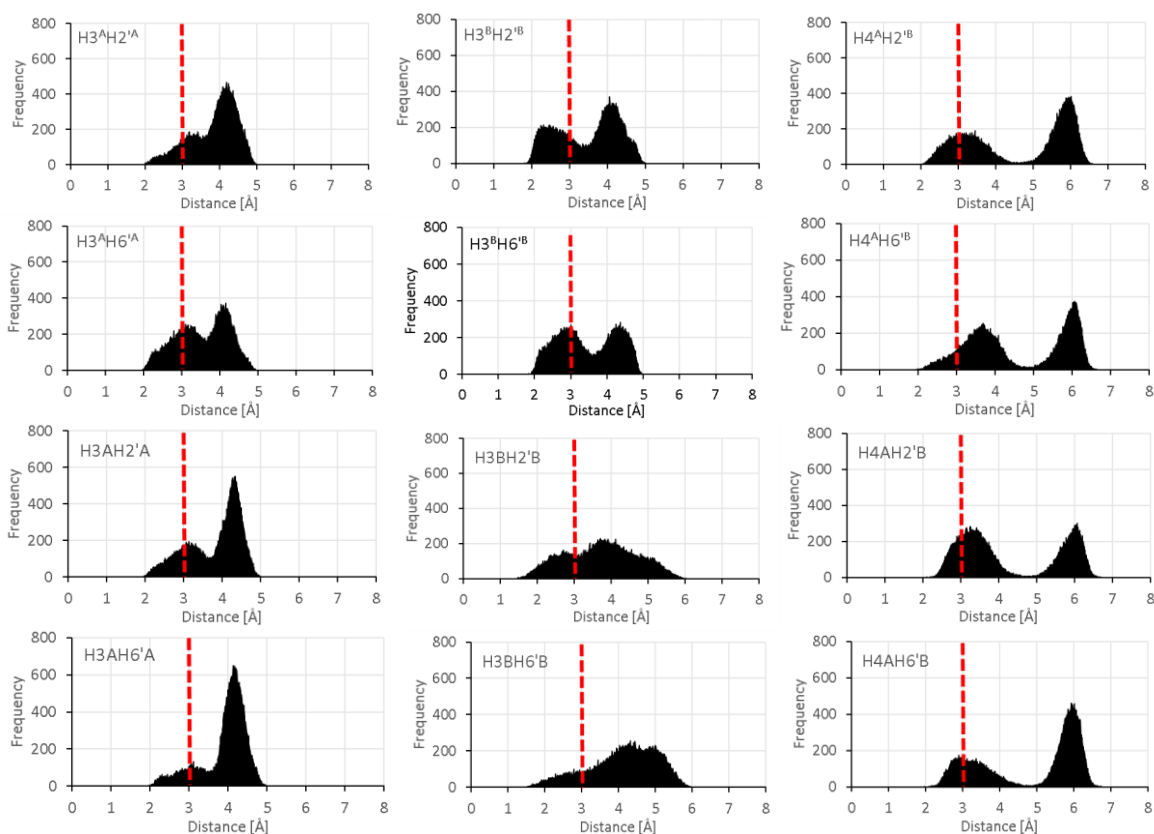 H3ᴬH2'ᴬ
Frequency
800
600
400
200
0
0 1 2 3 4 5 6 7 8
Distance [Å]
H3ᴮH2'ᴮ
Frequency
800
600
400
200
0
0 1 2 3 4 5 6 7 8
Distance [Å]
H4ᴬH2'ᴮ
Frequency
800
600
400
200
0
0 1 2 3 4 5 6 7 8
Distance [Å]
H3ᴬH6'ᴬ
Frequency
800
600
400
200
0
0 1 2 3 4 5 6 7 8
Distance [Å]
H3ᴮH6'ᴮ
Frequency
800
600
400
200
0
0 1 2 3 4 5 6 7 8
Distance [Å]
H4ᴬH6'ᴮ
Frequency
800
600
400
200
0
0 1 2 3 4 5 6 7 8
Distance [Å]
H3AH2'A
Frequency
800
600
400
200
0
0 1 2 3 4 5 6 7 8
Distance [Å]
H3BH2'B
Frequency
800
600
400
200
0
0 1 2 3 4 5 6 7 8
Distance [Å]
H4AH2'B
Frequency
800
600
400
200
0
0 1 2 3 4 5 6 7 8
Distance [Å]
H3AH6'A
Frequency
800
600
400
200
0
0 1 2 3 4 5 6 7 8
Distance [Å]
H3BH6'B
Frequency
800
600
400
200
0
0 1 2 3 4 5 6 7 8
Distance [Å]
H4AH6'B
Frequency
800
600
400
200
0
0 1 2 3 4 5 6 7 8
Distance [Å]